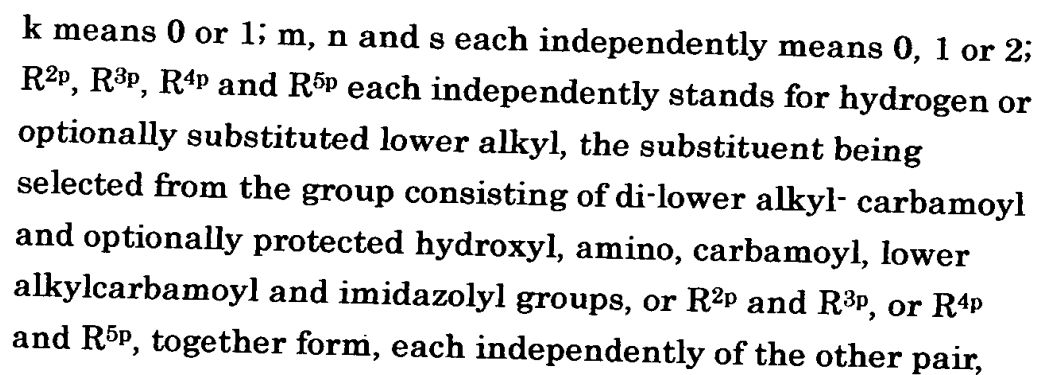 k means 0 or 1; m, n and s each independently means 0, 1 or 2;
R²ᵖ, R³ᵖ, R⁴ᵖ and R⁵ᵖ each independently stands for hydrogen or
optionally substituted lower alkyl, the substituent being
selected from the group consisting of di-lower alkyl- carbamoyl
and optionally protected hydroxyl, amino, carbamoyl, lower
alkylcarbamoyl and imidazolyl groups, or R²ᵖ and R³ᵖ, or R⁴ᵖ
and R⁵ᵖ, together form, each independently of the other pair,